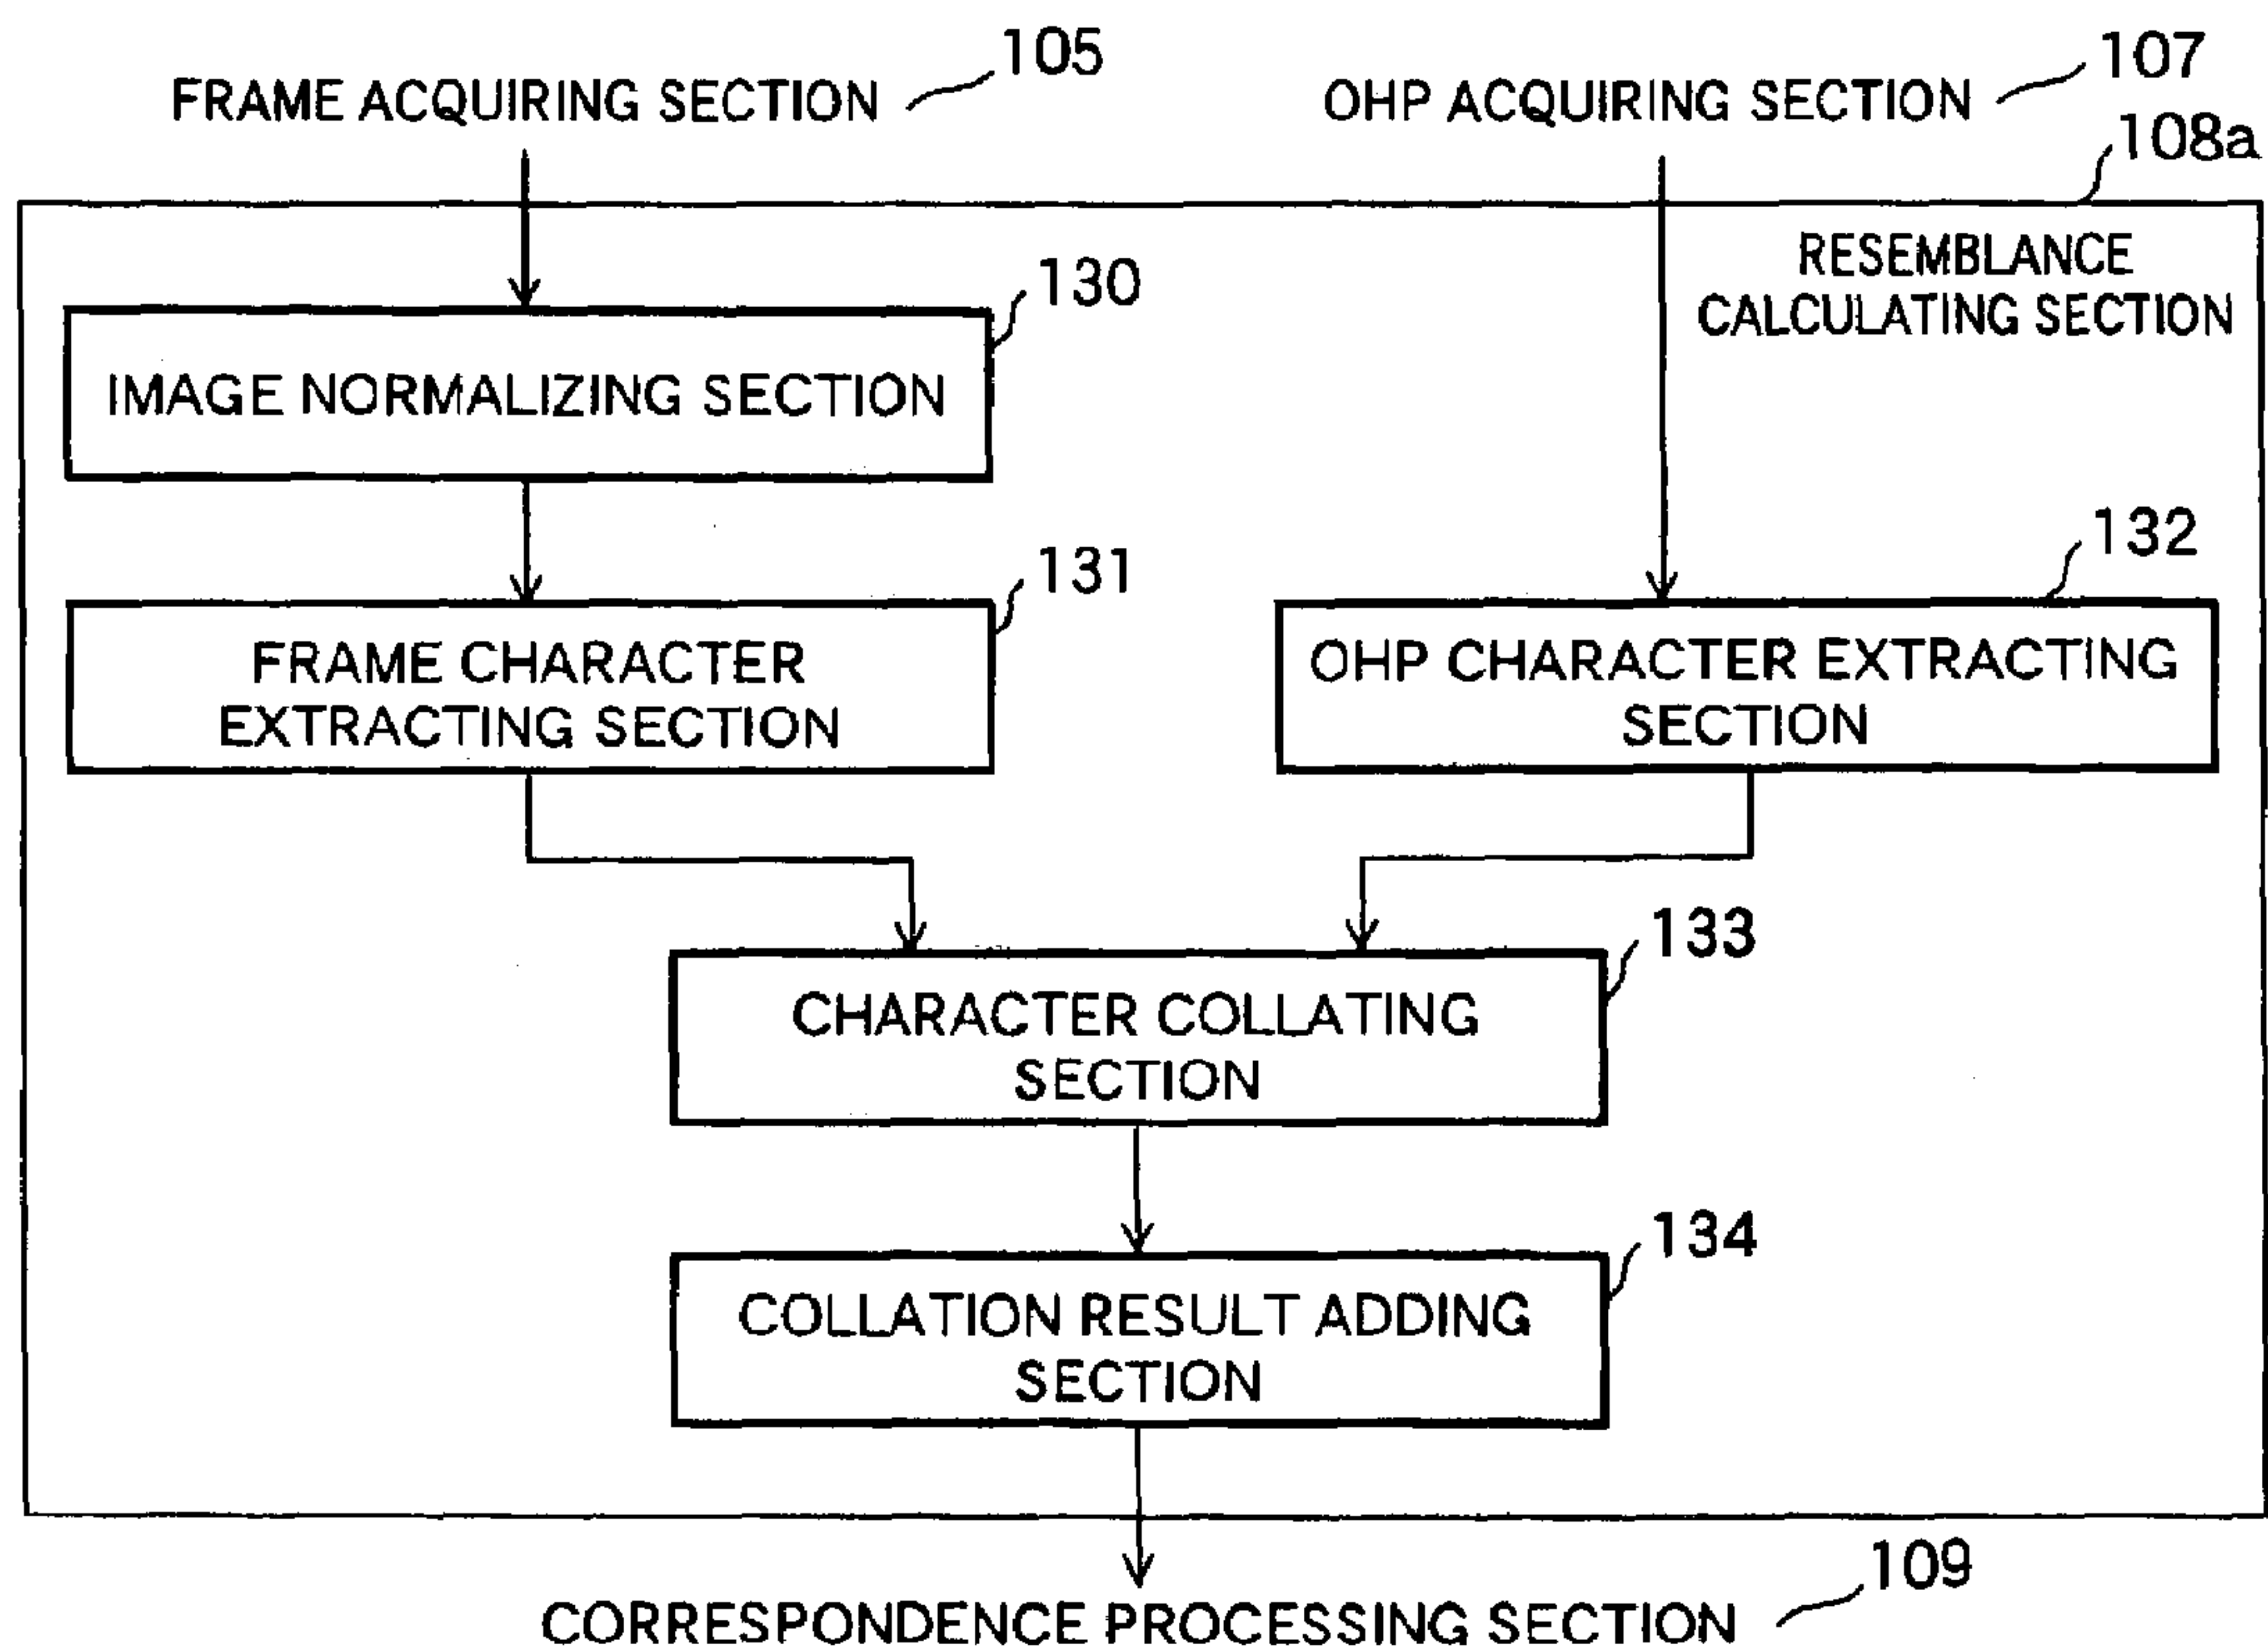 FRAME ACQUIRING SECTION 105
OHP ACQUIRING SECTION 107
108a
RESEMBLANCE
CALCULATING SECTION
130
IMAGE NORMALIZING SECTION
131
FRAME CHARACTER
EXTRACTING SECTION
132
OHP CHARACTER EXTRACTING
SECTION
133
CHARACTER COLLATING
SECTION
134
COLLATION RESULT ADDING
SECTION
CORRESPONDENCE PROCESSING SECTION 109